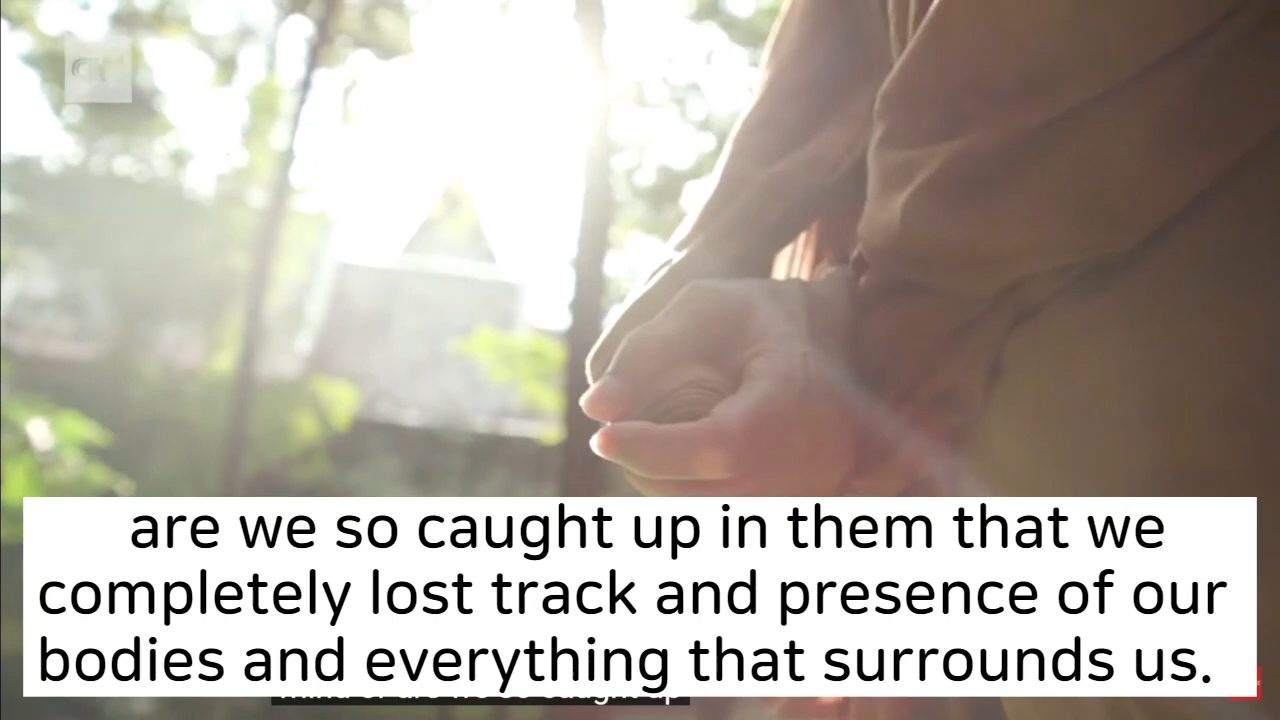 are we so caught up in them that we
completely lost track and presence of our
bodies and everything that surrounds us.